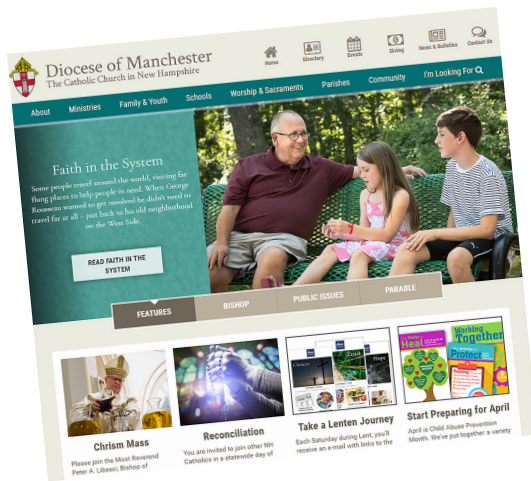 Diocese of Manchester
The Catholic Church in New Hampshire
Home
Directory
Events
Giving
News & Bulletins
Contact Us
About
Ministries
Family & Youth
Schools
Worship & Sacraments
Parishes
Community
I'm Looking For
Faith in the System
Some people travel around the world, visiting far
flung places to help people in need. When George
Rousseau wanted to get involved he didn't need to
travel far at all – just back to his old neighborhood
on the West Side.
READ FAITH IN THE
SYSTEM
FEATURES
BISHOP
PUBLIC ISSUES
PARABLE
Trust
Hope
Heal
Working
Together
Protect
Chrism Mass
Please join the Most Reverend
Peter A. Libasci, Bishop of
Reconciliation
You are invited to join other NH
Catholics in a statewide day of
Take a Lenten Journey
Each Saturday during Lent, you'll
receive an e-mail with links to the
Start Preparing for April
April is Child Abuse Prevention
Month. We've put together a variety